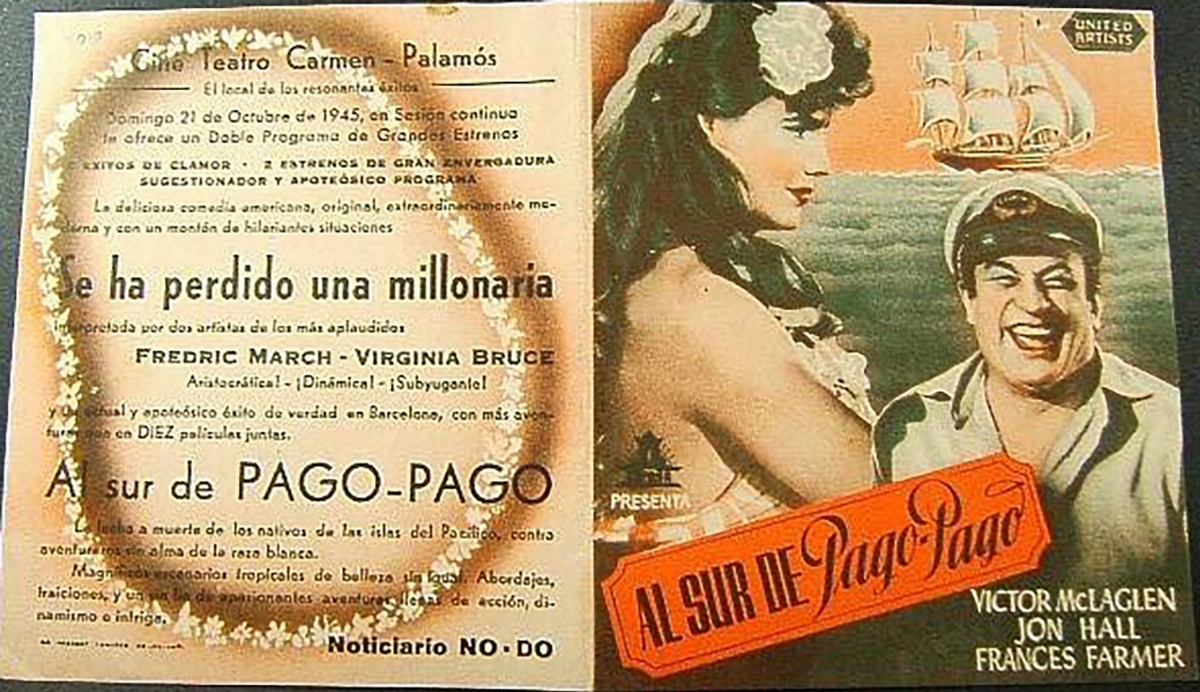 Cine Teatro Carmen - Palamós
El local de los resonantes éxitos
Domingo 21 de Octubre de 1945, en Sesión continua
le ofrece un Doble Programa de Grandes Estrenos
EXITOS DE CLAMOR · 2 ESTRENOS DE GRAN ENVERGADURA
SUGESTIONADOR Y APOTEÓSICO PROGRAMA
La deliciosa comedia americana, original, extraordinariamente mo-
derna y con un montón de hilariantes situaciones
Se ha perdido una millonaria
interpretada por dos artistas de los más aplaudidos
FREDRIC MARCH - VIRGINIA BRUCE
Aristocrática! - ¡Dinámica! - ¡Subyugante!
y un actual y apoteósico éxito de verdad en Barcelona, con más aven-
turas que en DIEZ películas juntas.
Al sur de PAGO-PAGO
La lucha a muerte de los nativos de las islas del Pacífico, contra
aventureros sin alma de la raza blanca.
Magníficos escenarios tropicales de belleza sin igual. Abordajes,
traiciones, y un sin fin de apasionantes aventuras llenas de acción, di-
namismo e intriga.
Noticiario NO-DO
UNITED
ARTISTS
PRESENTA
AL SUR DE Pago-Pago
VICTOR McLAGLEN
JON HALL
FRANCES FARMER